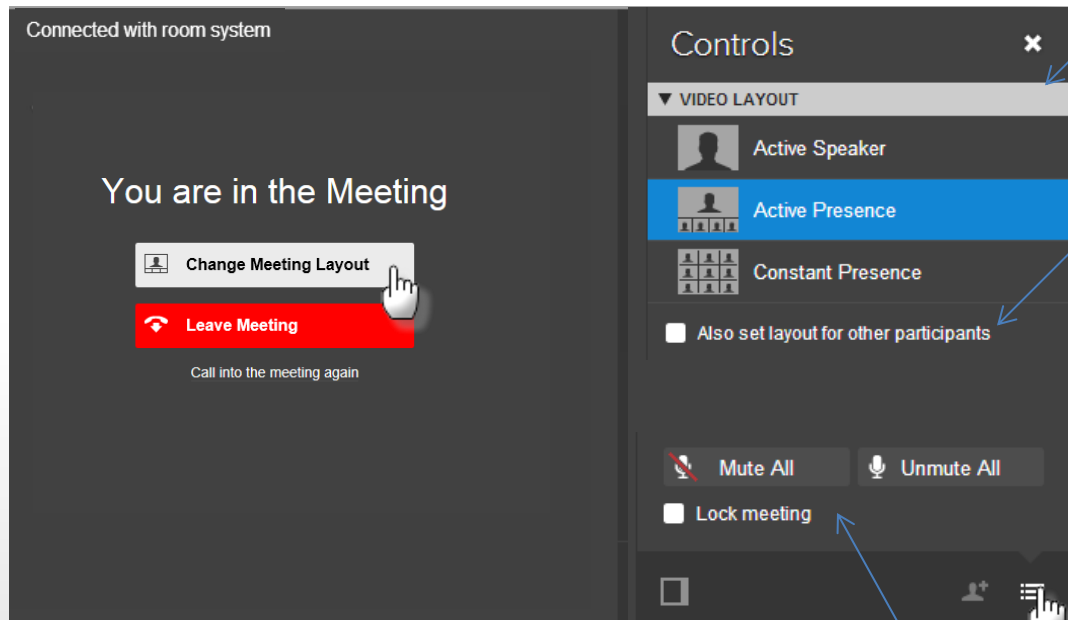 Connected with room system
You are in the Meeting
Change Meeting Layout
Leave Meeting
Call into the meeting again
Controls
VIDEO LAYOUT
Active Speaker
Active Presence
Constant Presence
Also set layout for other participants
Mute All
Unmute All
Lock meeting